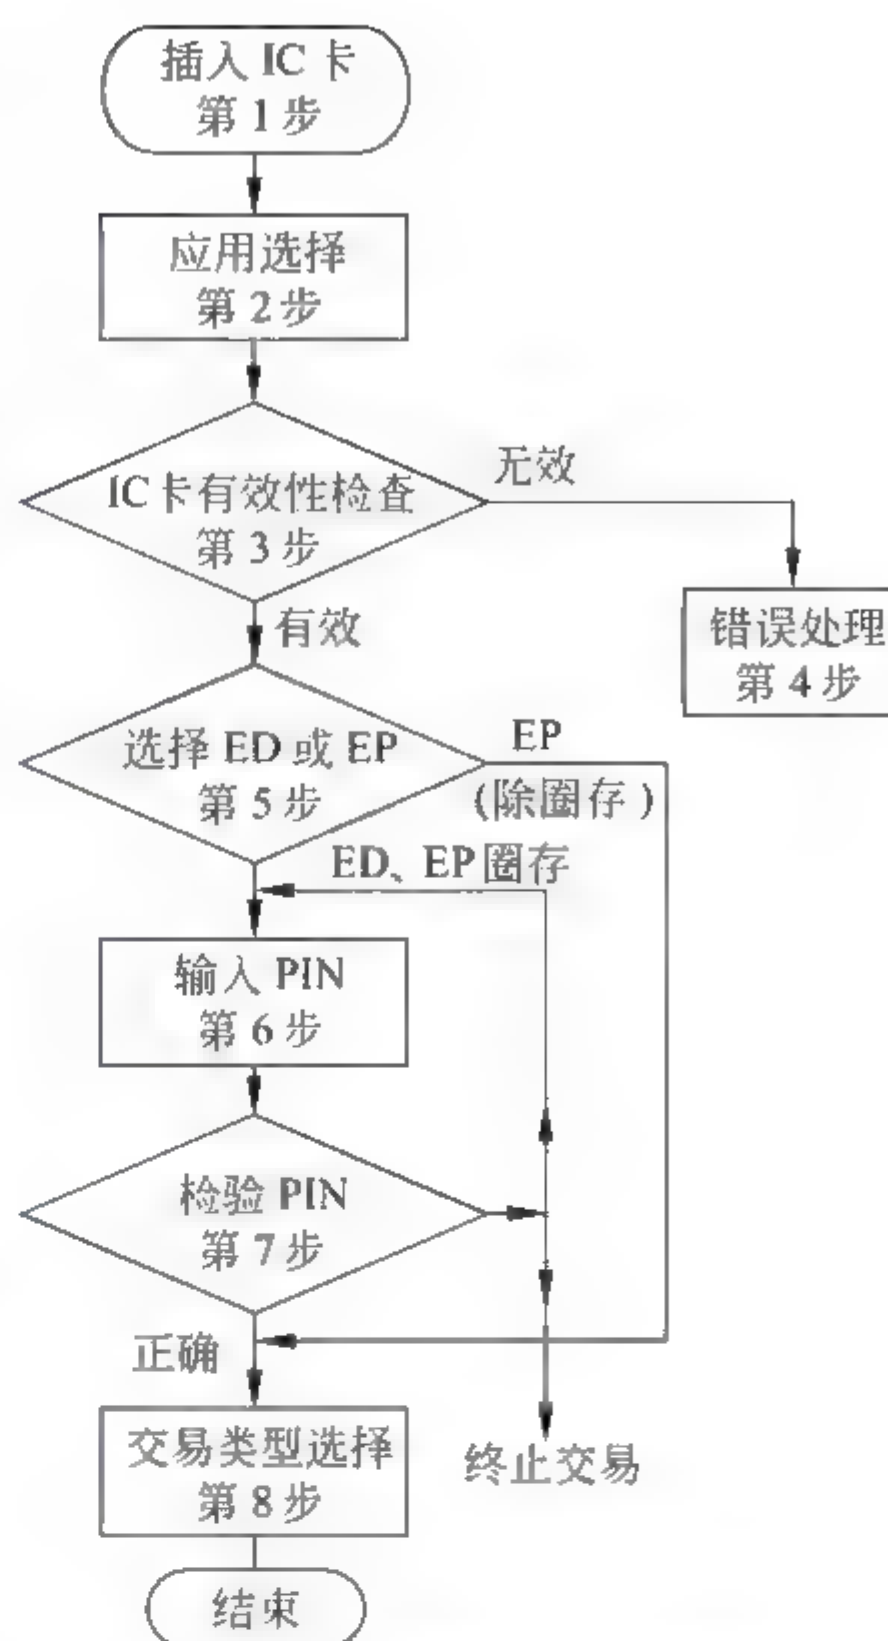 插入 IC 卡
第 1 步
应用选择
第 2 步
IC 卡有效性检查
第 3 步
无效
错误处理
第 4 步
有效
选择 ED 或 EP
第 5 步
EP
(除圈存)
ED、EP 圈存
输入 PIN
第 6 步
检验 PIN
第 7 步
正确
交易类型选择
第 8 步
终止交易
结束